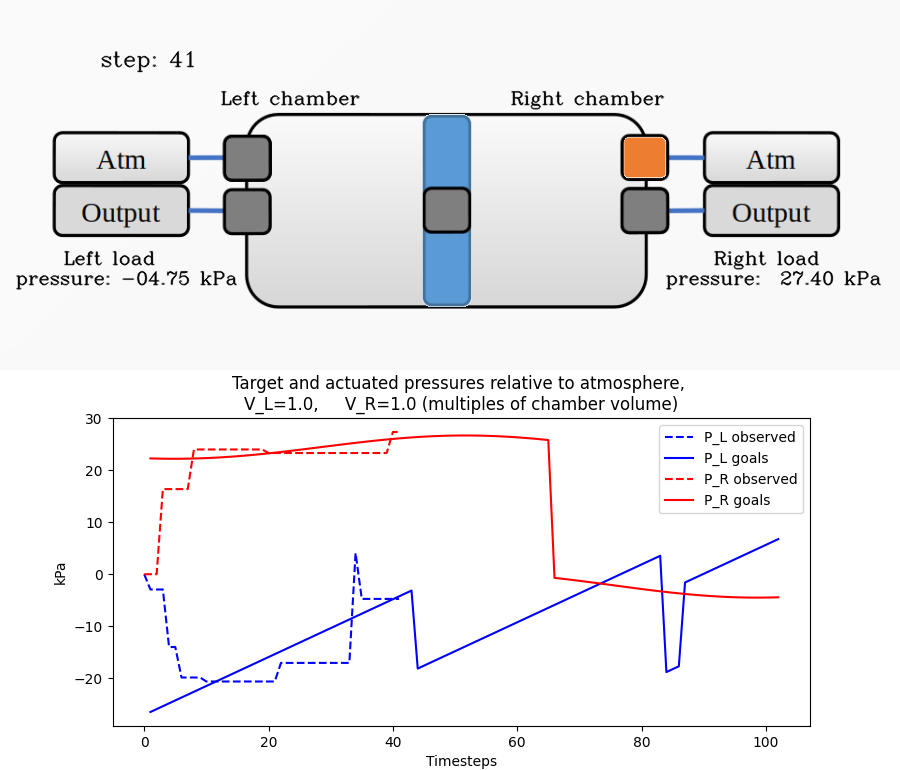 step: 41
Left chamber
Right chamber
Atm
Atm
Output
Output
Left load
pressure: −04.75 kPa
Right load
pressure:  27.40 kPa
Target and actuated pressures relative to atmosphere,
V_L=1.0,     V_R=1.0 (multiples of chamber volume)
30
20
10
0
−10
−20
kPa
P_L observed
P_L goals
P_R observed
P_R goals
0
20
40
60
80
100
Timesteps